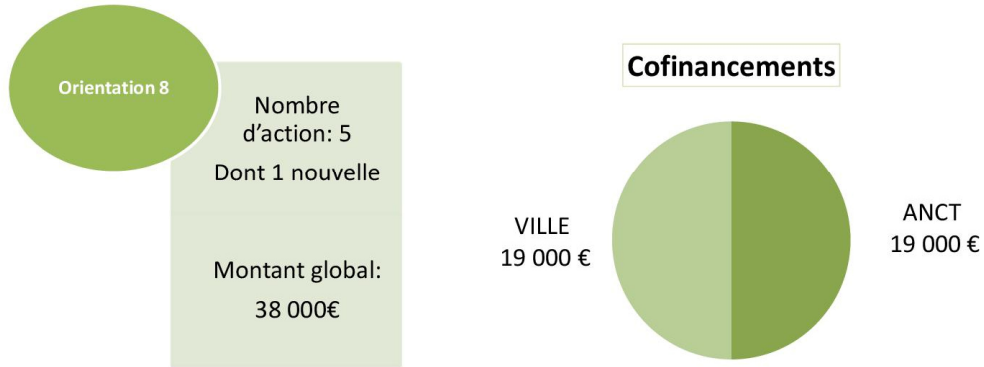 Orientation 8
Nombre
d'action: 5
Dont 1 nouvelle
Montant global:
38 000€
Cofinancements
VILLE
19 000 €
ANCT
19 000 €